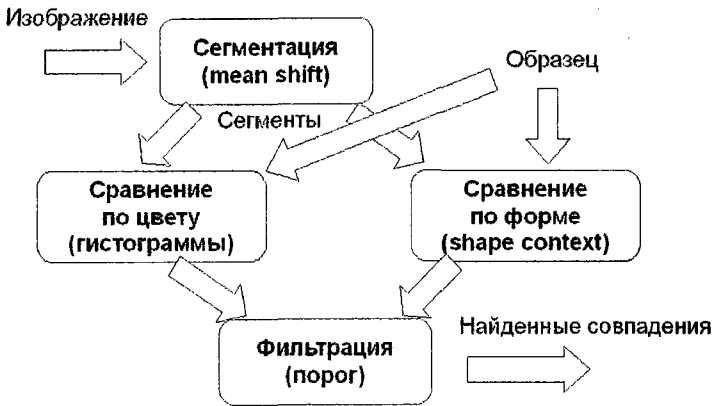 Изображение
Сегментация
(mean shift)
Образец
Сегменты
Сравнение
по цвету
(гистограммы)
Сравнение
по форме
(shape context)
Фильтрация
(порог)
Найденные совпадения